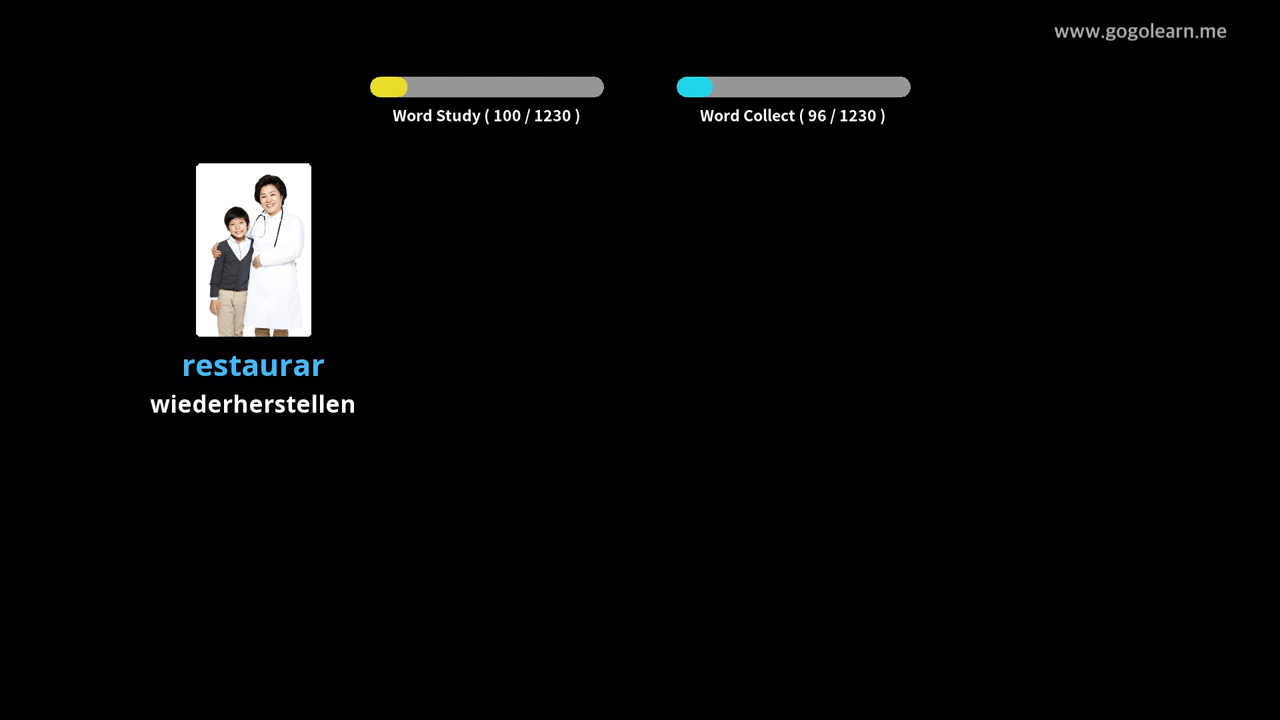 www.gogolearn.me
Word Study ( 100 / 1230 )
Word Collect ( 96 / 1230 )
restaurar
wiederherstellen